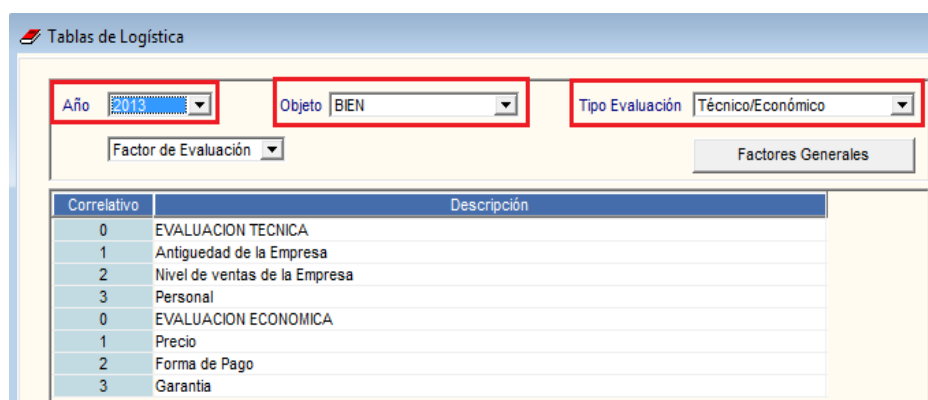 Tablas de Logística
Año 2013 Objeto BIEN Tipo Evaluación Técnico/Económico
Factor de Evaluación Factores Generales
Correlativo Descripción
0 EVALUACION TECNICA
1 Antiguedad de la Empresa
2 Nivel de ventas de la Empresa
3 Personal
0 EVALUACION ECONOMICA
1 Precio
2 Forma de Pago
3 Garantia